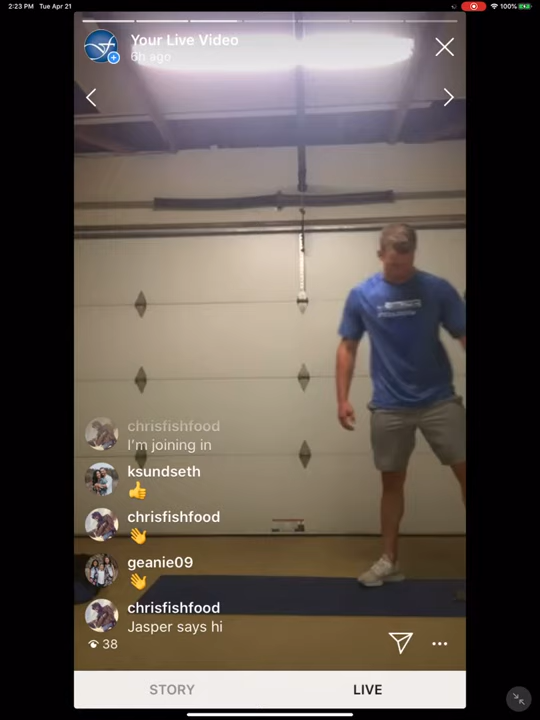 2:23 PM Tue Apr 21
100%
Your Live Video
6h ago
chrisfishfood
I'm joining in
ksundseth
👍
chrisfishfood
👋
geanie09
👋
chrisfishfood
Jasper says hi
38
STORY
LIVE